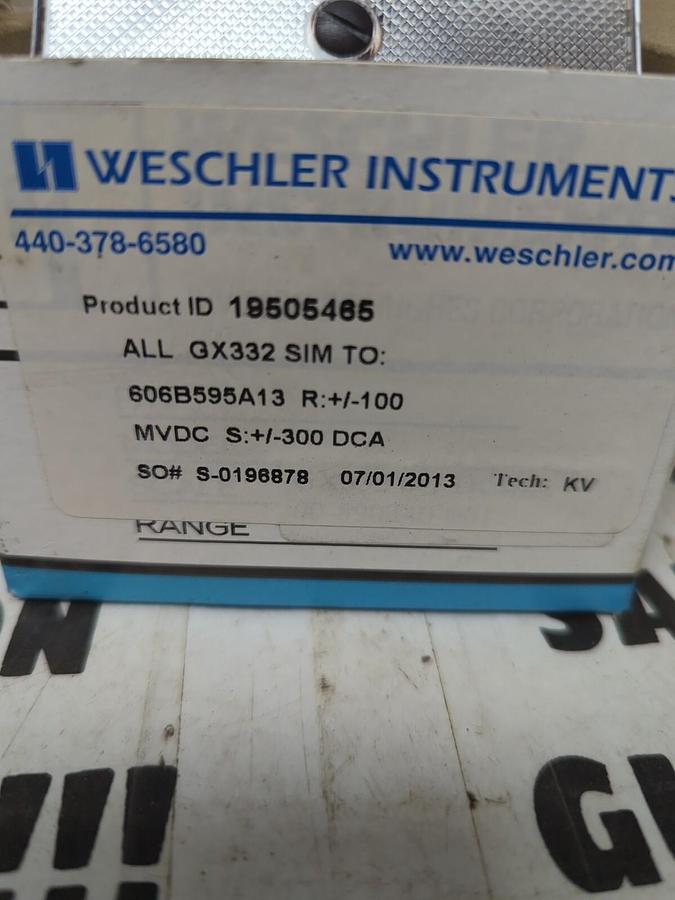 WESCHLER INSTRUMENTS
440-378-6580 www.weschler.com
Product ID 19505465
ALL GX332 SIM TO:
606B595A13 R:+/-100
MVDC S:+/-300 DCA
SO# S-0196878 07/01/2013 Tech: KV
RANGE